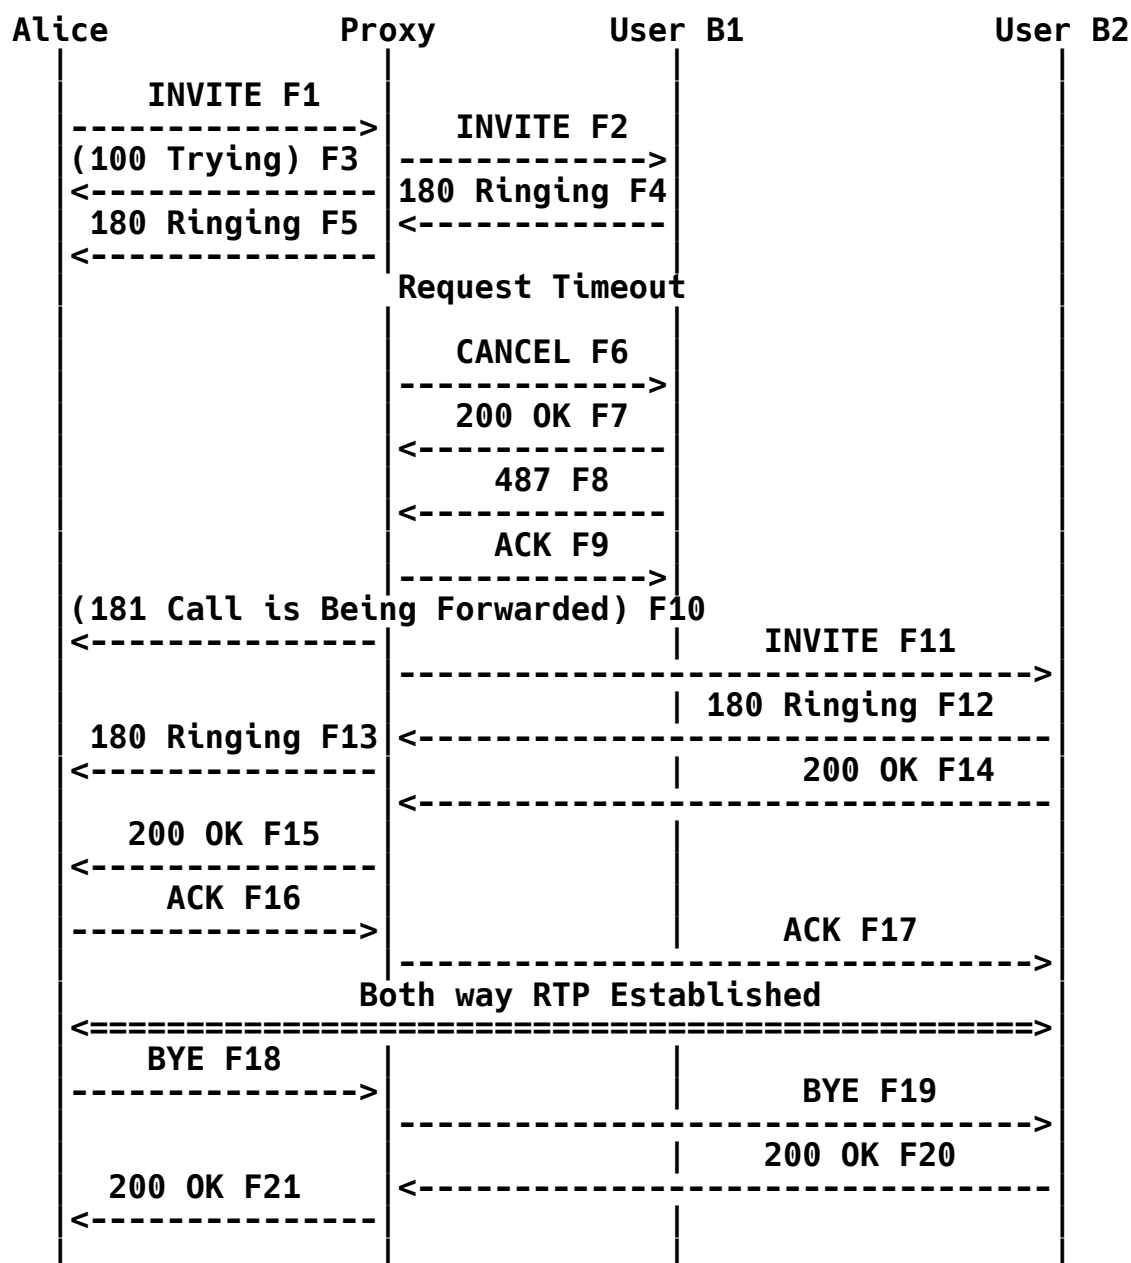 Alice Proxy User B1 User B2
INVITE F1
INVITE F2
(100 Trying) F3
180 Ringing F4
180 Ringing F5
Request Timeout
CANCEL F6
200 OK F7
487 F8
ACK F9
(181 Call is Being Forwarded) F10
INVITE F11
180 Ringing F12
180 Ringing F13
200 OK F14
200 OK F15
ACK F16
ACK F17
Both way RTP Established
BYE F18
BYE F19
200 OK F20
200 OK F21